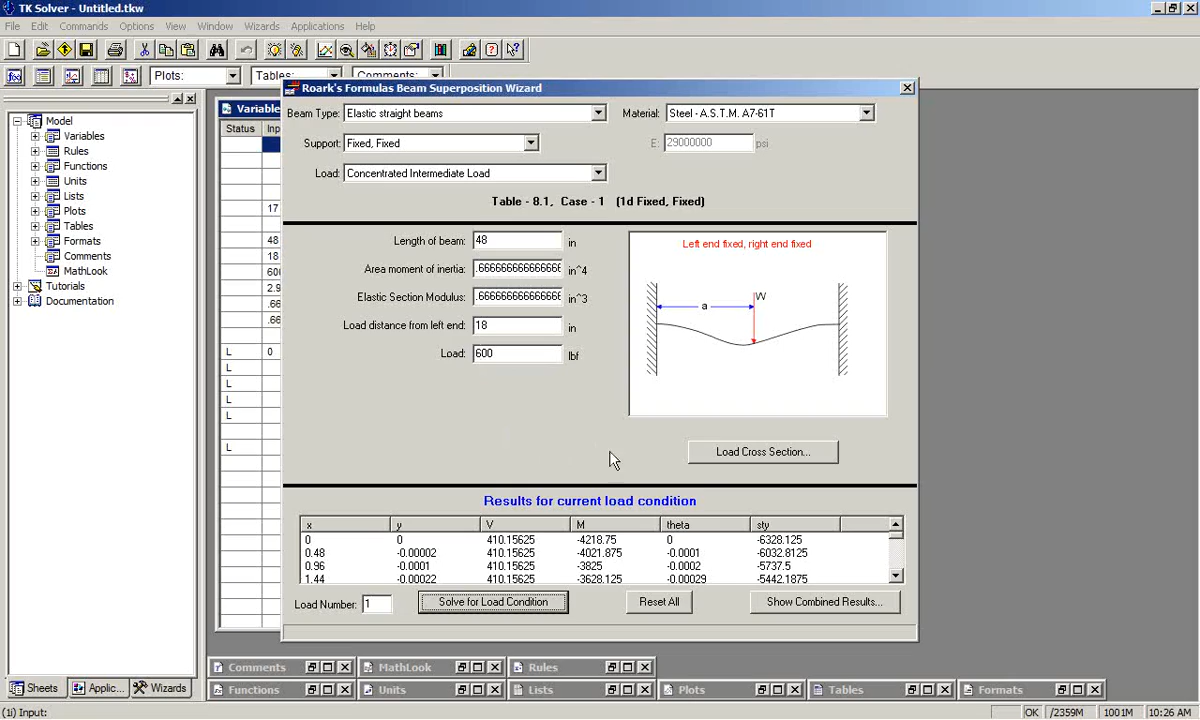 TK Solver - Untitled.tkw
File Edit Commands Options View Window Wizards Applications Help
Plots: Tables: Comments:
Model
Variables
Rules
Functions
Units
Lists
Plots
Tables
Formats
Comments
MathLook
Tutorials
Documentation
Sheets Applic... Wizards
Variable
Status Inp
17
48
18
600
2.9
.66
.66
L 0
L
L
L
L
L
Roark's Formulas Beam Superposition Wizard
Beam Type: Elastic straight beams Material: Steel - A.S.T.M. A7-61T
Support: Fixed, Fixed E: 29000000 psi
Load: Concentrated Intermediate Load
Table - 8.1, Case - 1 (1d Fixed, Fixed)
Length of beam: 48 in
Area moment of inertia: .6666666666666666 in^4
Elastic Section Modulus: .6666666666666666 in^3
Load distance from left end: 18 in
Load: 600 lbf
Left end fixed, right end fixed
W
a
Load Cross Section...
Results for current load condition
x y V M theta sty
0 0 410.15625 -4218.75 0 -6328.125
0.48 -0.00002 410.15625 -4021.875 -0.0001 -6032.8125
0.96 -0.0001 410.15625 -3825 -0.0002 -5737.5
1.44 -0.00022 410.15625 -3628.125 -0.00029 -5442.1875
Load Number: 1 Solve for Load Condition Reset All Show Combined Results...
Comments MathLook Rules
Functions Units Lists Plots Tables Formats
(1i) Input: OK /2359M 1001M 10:26 AM